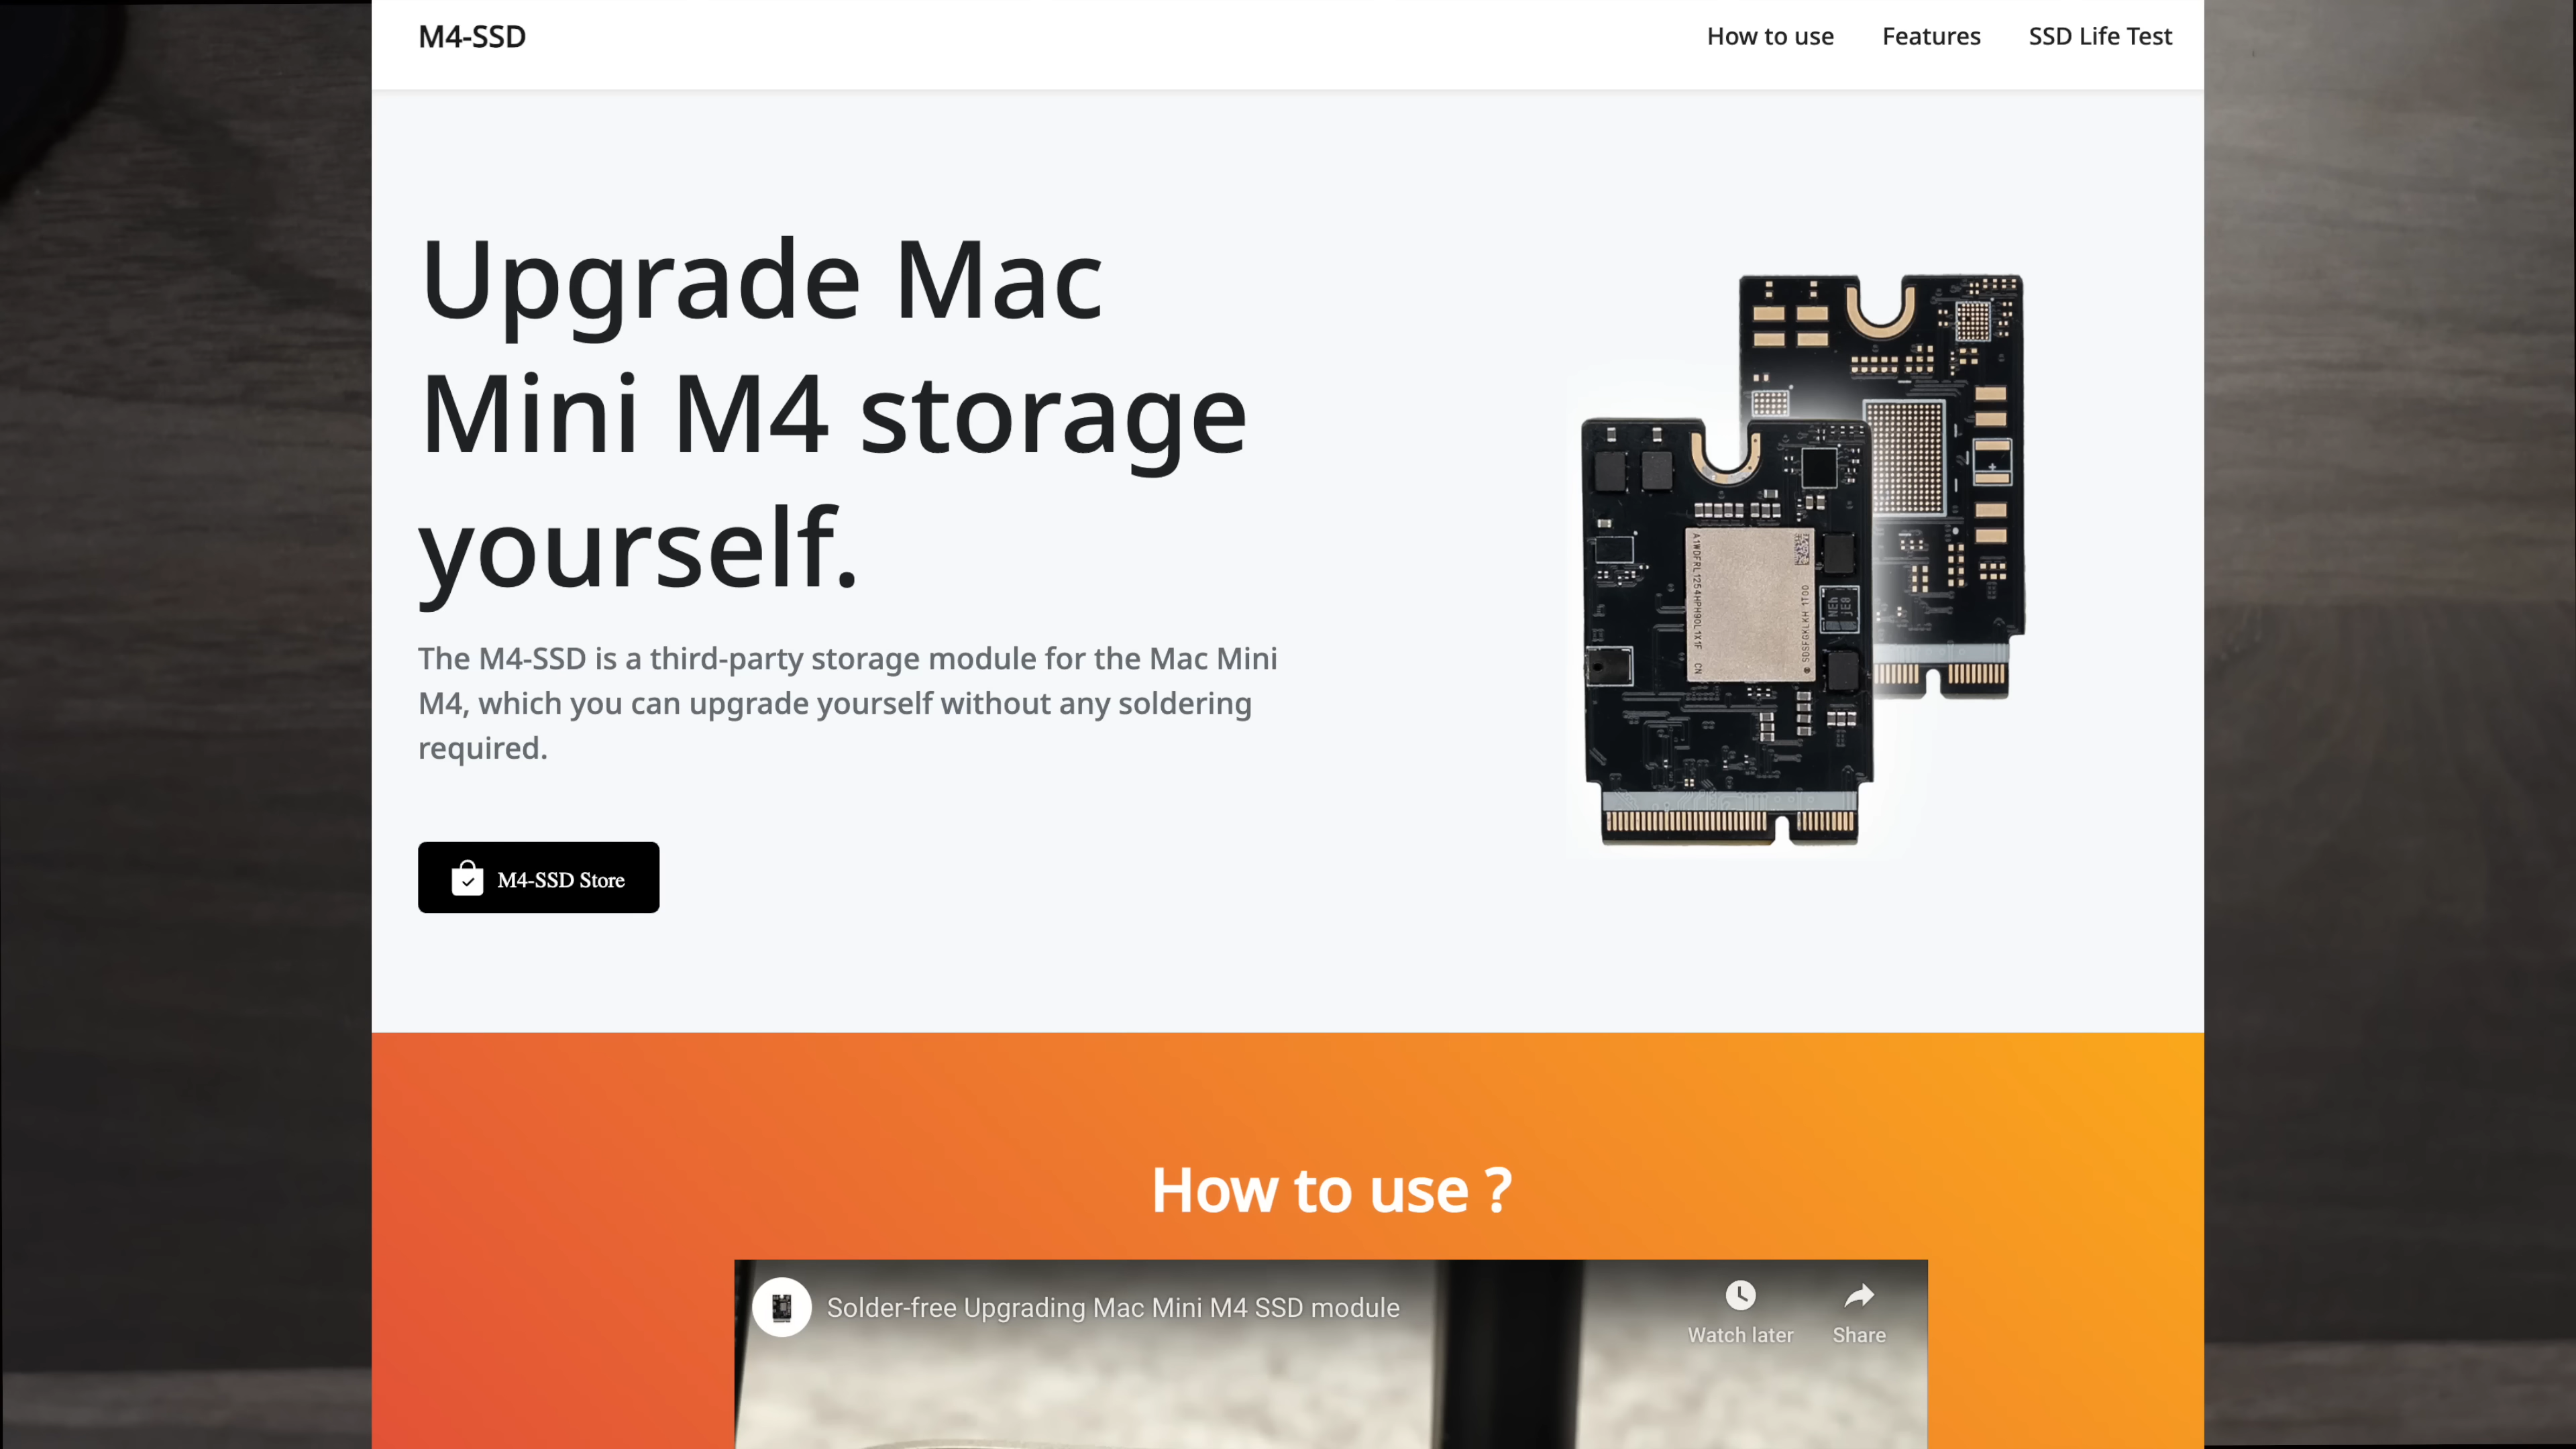 M4-SSD
How to use
Features
SSD Life Test
Upgrade Mac
Mini M4 storage
yourself.
The M4-SSD is a third-party storage module for the Mac Mini
M4, which you can upgrade yourself without any soldering
required.
M4-SSD Store
How to use ?
Solder-free Upgrading Mac Mini M4 SSD module
Watch later
Share